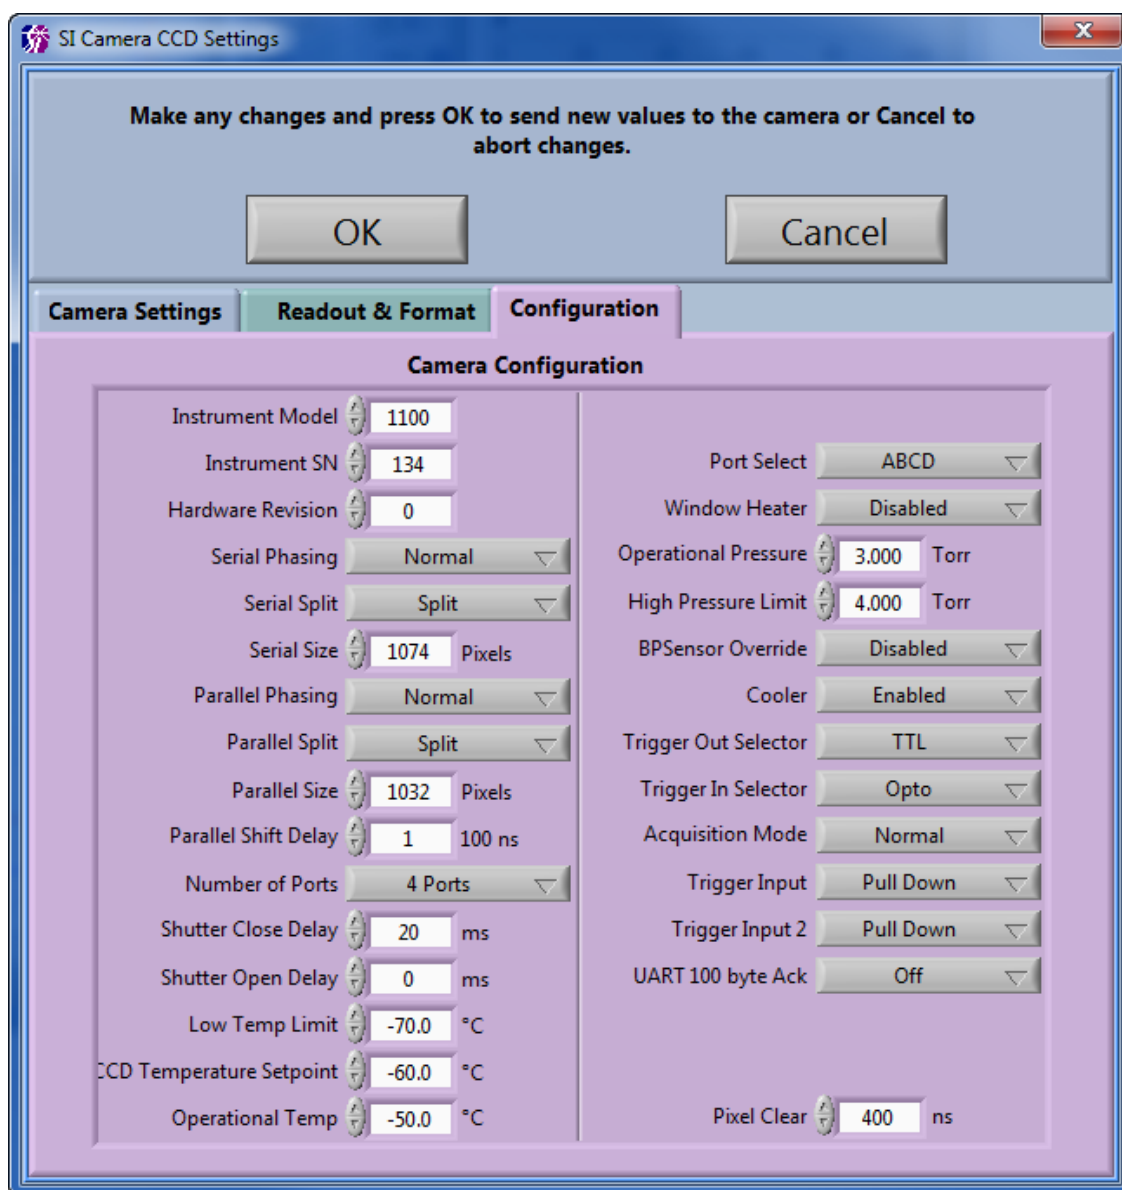 SI Camera CCD Settings
Make any changes and press OK to send new values to the camera or Cancel to
abort changes.
OK
Cancel
Camera Settings
Readout & Format
Configuration
Camera Configuration
Instrument Model 1100
Instrument SN 134
Hardware Revision 0
Serial Phasing Normal
Serial Split Split
Serial Size 1074 Pixels
Parallel Phasing Normal
Parallel Split Split
Parallel Size 1032 Pixels
Parallel Shift Delay 1 100 ns
Number of Ports 4 Ports
Shutter Close Delay 20 ms
Shutter Open Delay 0 ms
Low Temp Limit -70.0 °C
CCD Temperature Setpoint -60.0 °C
Operational Temp -50.0 °C
Port Select ABCD
Window Heater Disabled
Operational Pressure 3.000 Torr
High Pressure Limit 4.000 Torr
BPSensor Override Disabled
Cooler Enabled
Trigger Out Selector TTL
Trigger In Selector Opto
Acquisition Mode Normal
Trigger Input Pull Down
Trigger Input 2 Pull Down
UART 100 byte Ack Off
Pixel Clear 400 ns